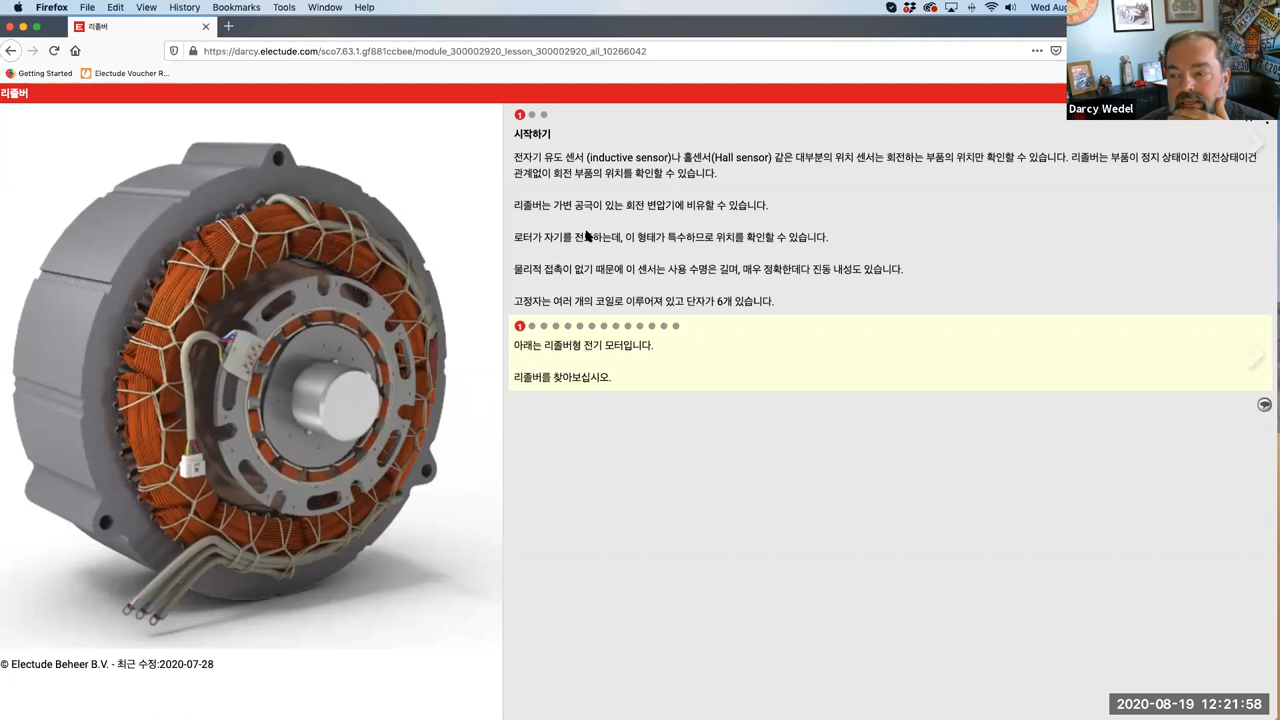 Firefox File Edit View History Bookmarks Tools Window Help Wed Aug
리졸버
https://darcy.electude.com/sco7.63.1.gf881ccbee/module_300002920_lesson_300002920_all_10266042
Getting Started Electude Voucher R...
리졸버
Darcy Wedel
1
시작하기
전자기 유도 센서 (inductive sensor)나 홀센서(Hall sensor) 같은 대부분의 위치 센서는 회전하는 부품의 위치만 확인할 수 있습니다. 리졸버는 부품이 정지 상태이건 회전상태이건
관계없이 회전 부품의 위치를 확인할 수 있습니다.
리졸버는 가변 공극이 있는 회전 변압기에 비유할 수 있습니다.
로터가 자기를 하는데, 이 형태가 특수하므로 위치를 확인할 수 있습니다.
물리적 접촉이 없기 때문에 이 센서는 사용 수명은 길며, 매우 정확한데다 진동 내성도 있습니다.
고정자는 여러 개의 코일로 이루어져 있고 단자가 6개 있습니다.
1
아래는 리졸버형 전기 모터입니다.
리졸버를 찾아보십시오.
© Electude Beheer B.V. - 최근 수정:2020-07-28
2020-08-19 12:21:58